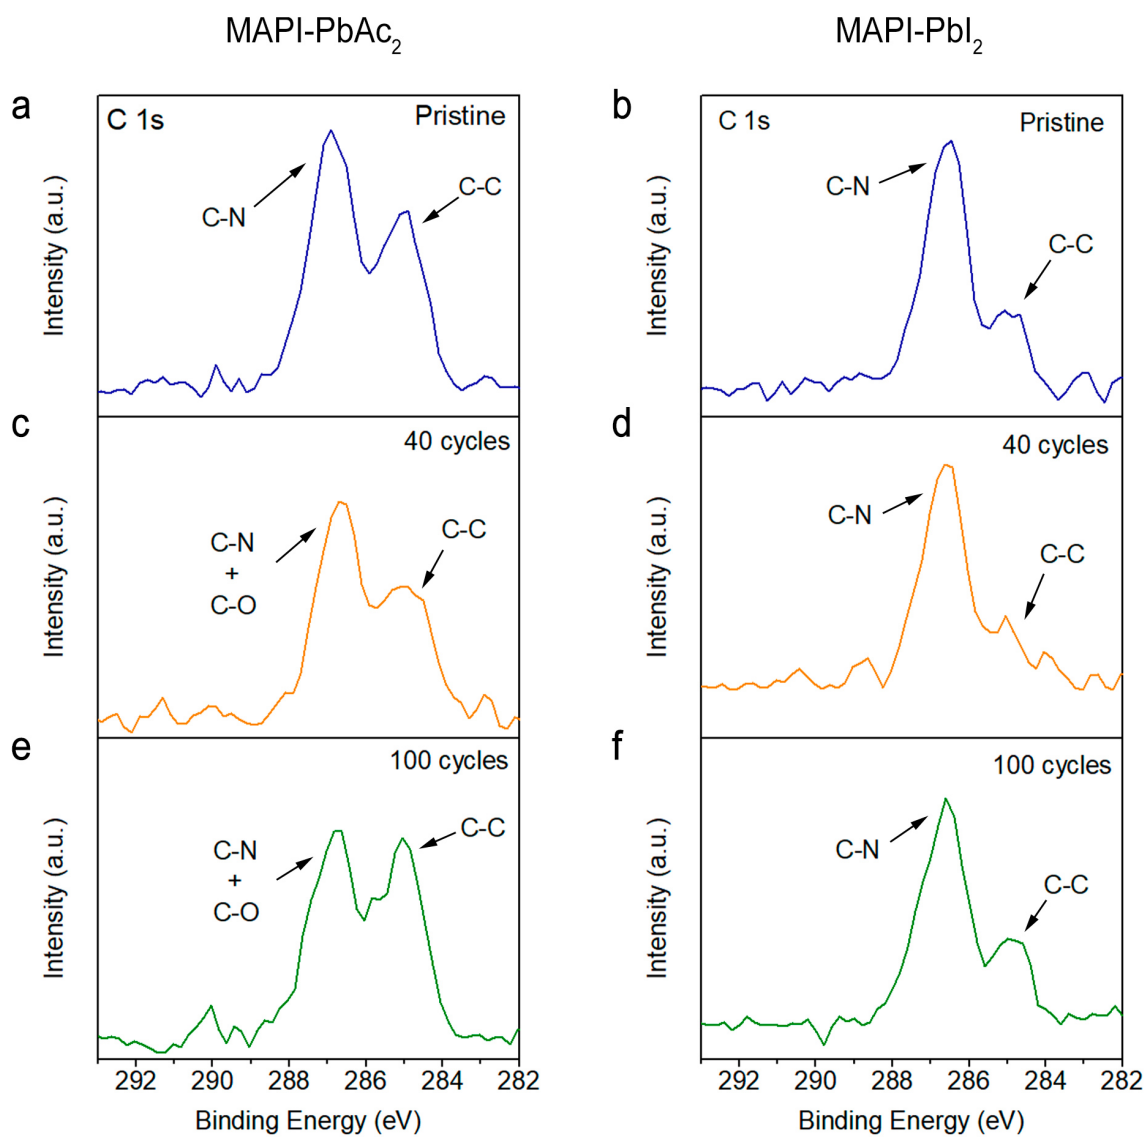 MAPI-PbAc₂
MAPI-PbI₂
a
C 1s
Pristine
C-N
C-C
Intensity (a.u.)
b
C 1s
Pristine
C-N
C-C
Intensity (a.u.)
c
40 cycles
C-N
+
C-O
C-C
Intensity (a.u.)
d
40 cycles
C-N
C-C
Intensity (a.u.)
e
100 cycles
C-N
+
C-O
C-C
Intensity (a.u.)
292 290 288 286 284 282
Binding Energy (eV)
f
100 cycles
C-N
C-C
Intensity (a.u.)
292 290 288 286 284 282
Binding Energy (eV)